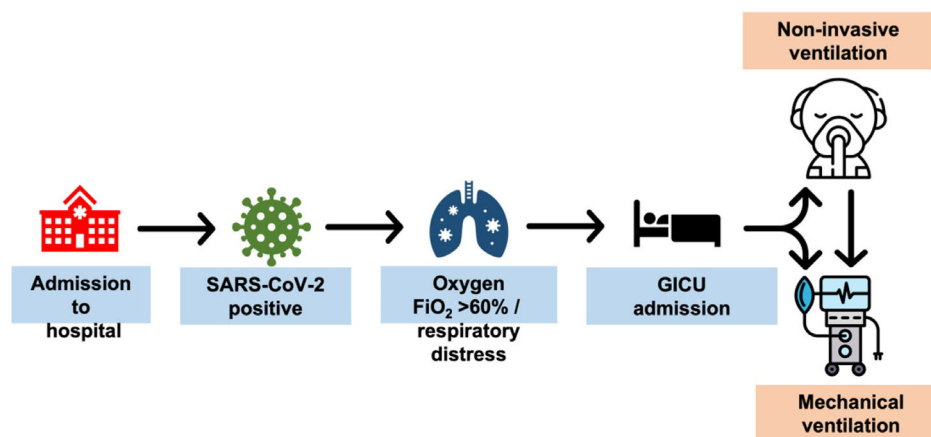 Non-invasive
ventilation
Admission
to
hospital
SARS-CoV-2
positive
Oxygen
FiO₂ >60% /
respiratory
distress
GICU
admission
Mechanical
ventilation